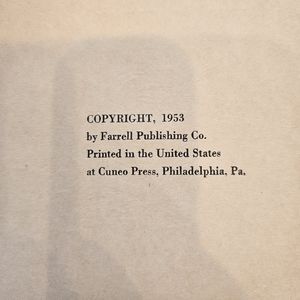 COPYRIGHT, 1953
by Farrell Publishing Co.
Printed in the United States
at Cuneo Press, Philadelphia, Pa.